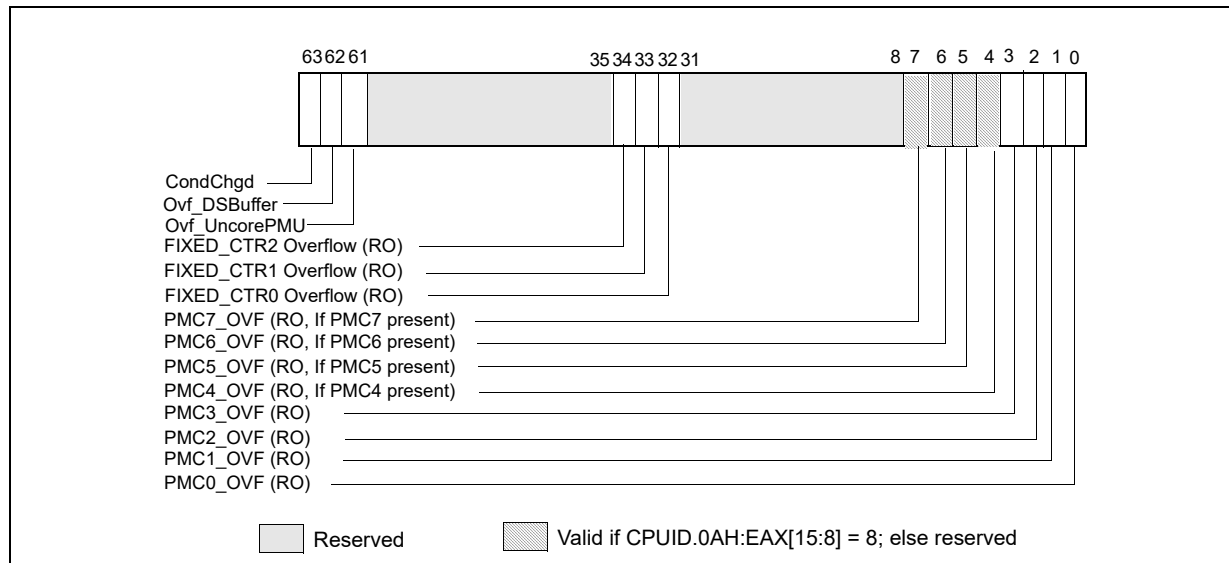 63 62 61 35 34 33 32 31 8 7 6 5 4 3 2 1 0
CondChgd
Ovf_DSBuffer
Ovf_UncorePMU
FIXED_CTR2 Overflow (RO)
FIXED_CTR1 Overflow (RO)
FIXED_CTR0 Overflow (RO)
PMC7_OVF (RO, If PMC7 present)
PMC6_OVF (RO, If PMC6 present)
PMC5_OVF (RO, If PMC5 present)
PMC4_OVF (RO, If PMC4 present)
PMC3_OVF (RO)
PMC2_OVF (RO)
PMC1_OVF (RO)
PMC0_OVF (RO)
Reserved Valid if CPUID.0AH:EAX[15:8] = 8; else reserved